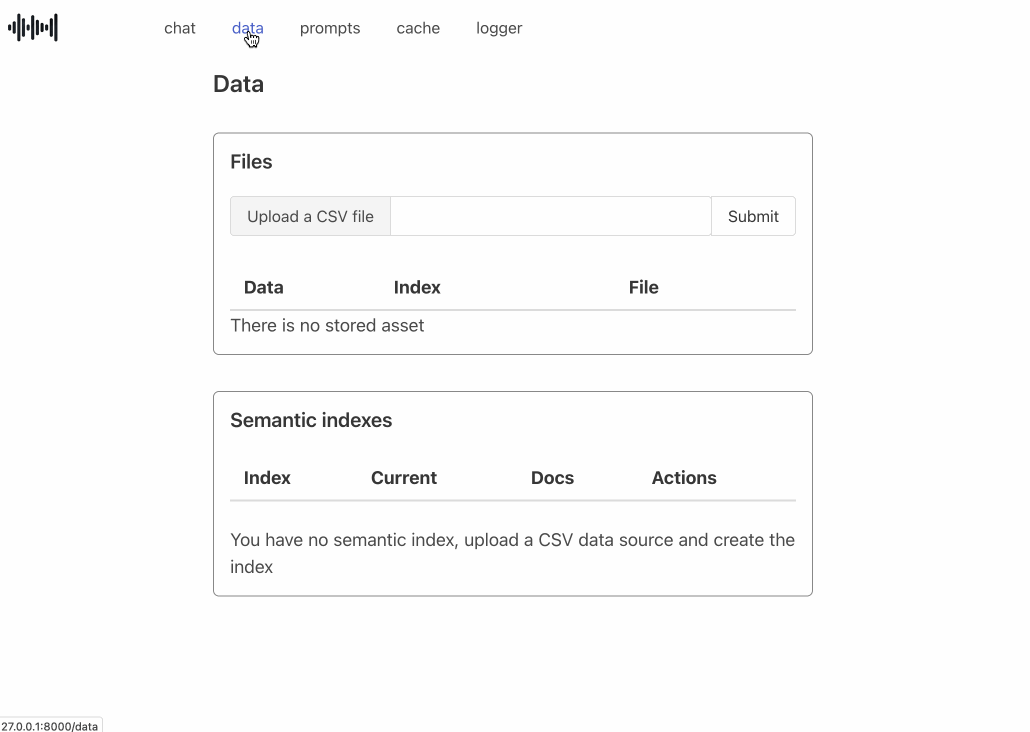 chat data prompts cache logger
Data
Files
Upload a CSV file Submit
Data Index File
There is no stored asset
Semantic indexes
Index Current Docs Actions
You have no semantic index, upload a CSV data source and create the
index
27.0.0.1:8000/data